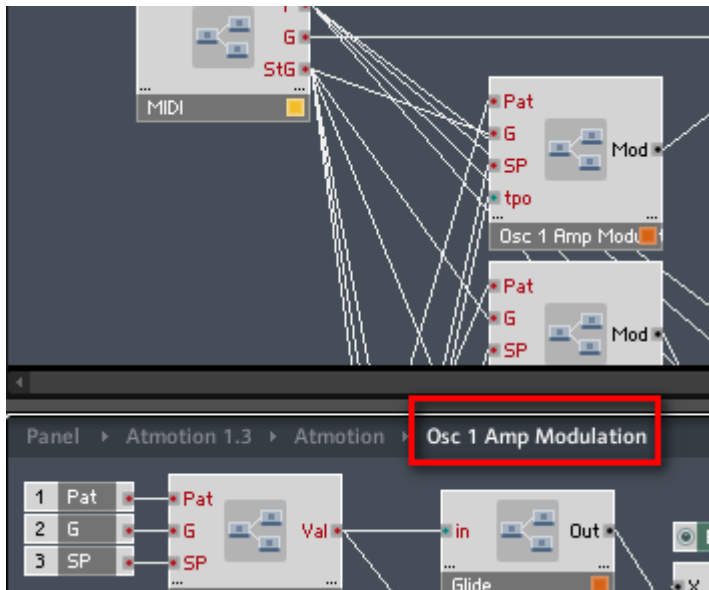 G
StG
MIDI
Pat
G
SP
tpo
Mod
Osc 1 Amp
Pat
G
SP
Mod
Panel Atmotion 1.3 Atmotion Osc 1 Amp Modulation
1 Pat
2 G
3 SP
Pat
G
SP
Val
in
Out
Glide
X